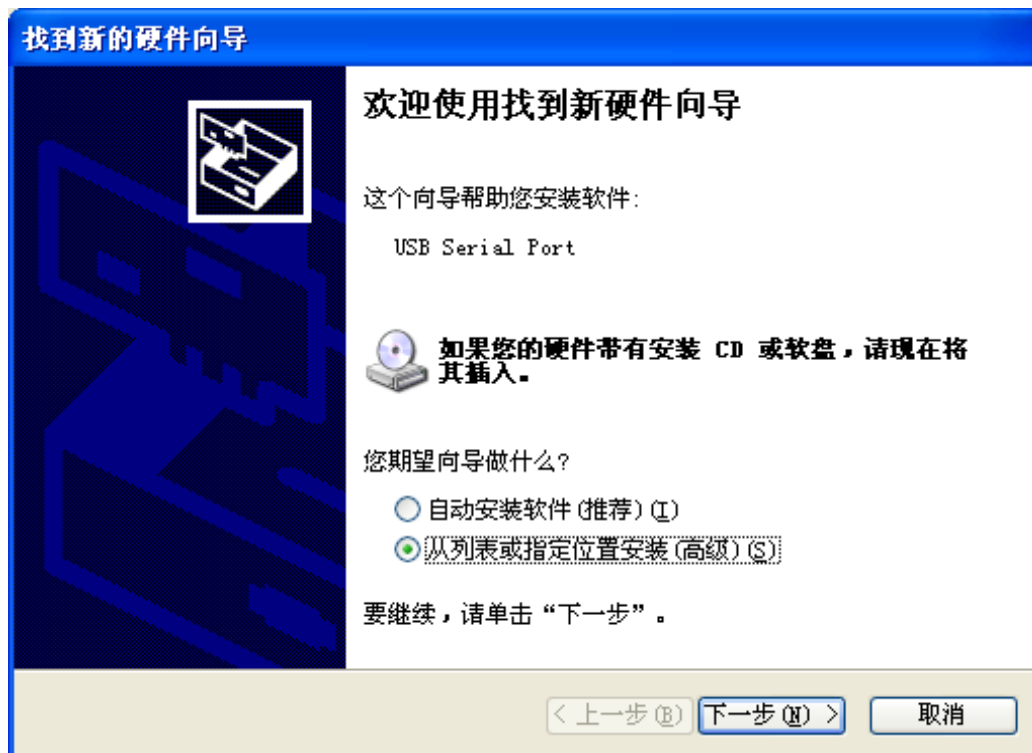 找到新的硬件向导
欢迎使用找到新硬件向导
这个向导帮助您安装软件:
USB Serial Port
如果您的硬件带有安装 CD 或软盘，请现在将
其插入。
您期望向导做什么?
自动安装软件(推荐)(I)
从列表或指定位置安装(高级)(S)
要继续，请单击“下一步”。
< 上一步(B)
下一步(N) >
取消